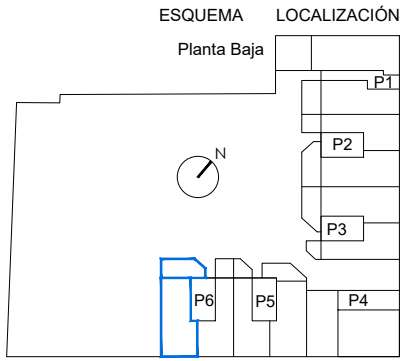 ESQUEMA LOCALIZACIÓN
Planta Baja
P1
P2
N
P3
P6 P5 P4